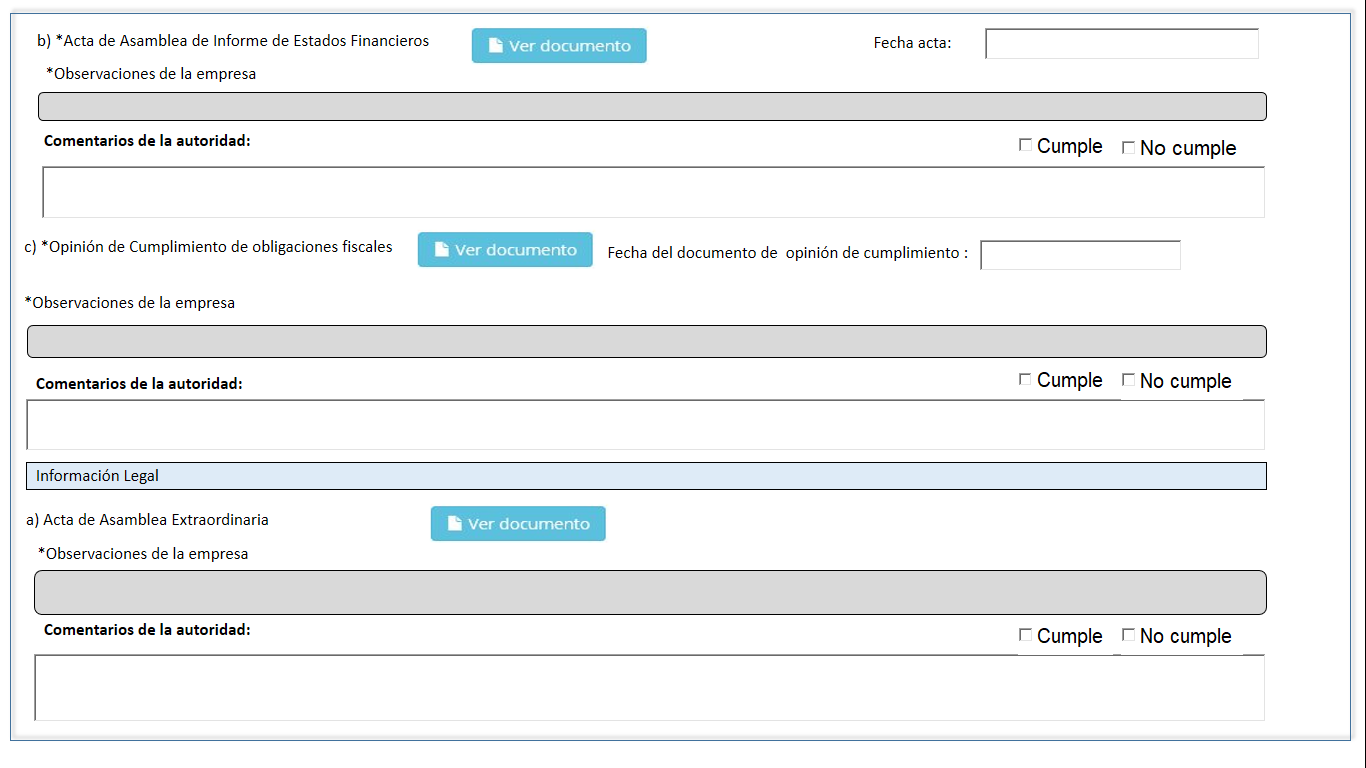 b) *Acta de Asamblea de Informe de Estados Financieros Ver documento Fecha acta:
*Observaciones de la empresa
Comentarios de la autoridad: Cumple No cumple
c) *Opinión de Cumplimiento de obligaciones fiscales Ver documento Fecha del documento de opinión de cumplimiento :
*Observaciones de la empresa
Comentarios de la autoridad: Cumple No cumple
Información Legal
a) Acta de Asamblea Extraordinaria Ver documento
*Observaciones de la empresa
Comentarios de la autoridad: Cumple No cumple